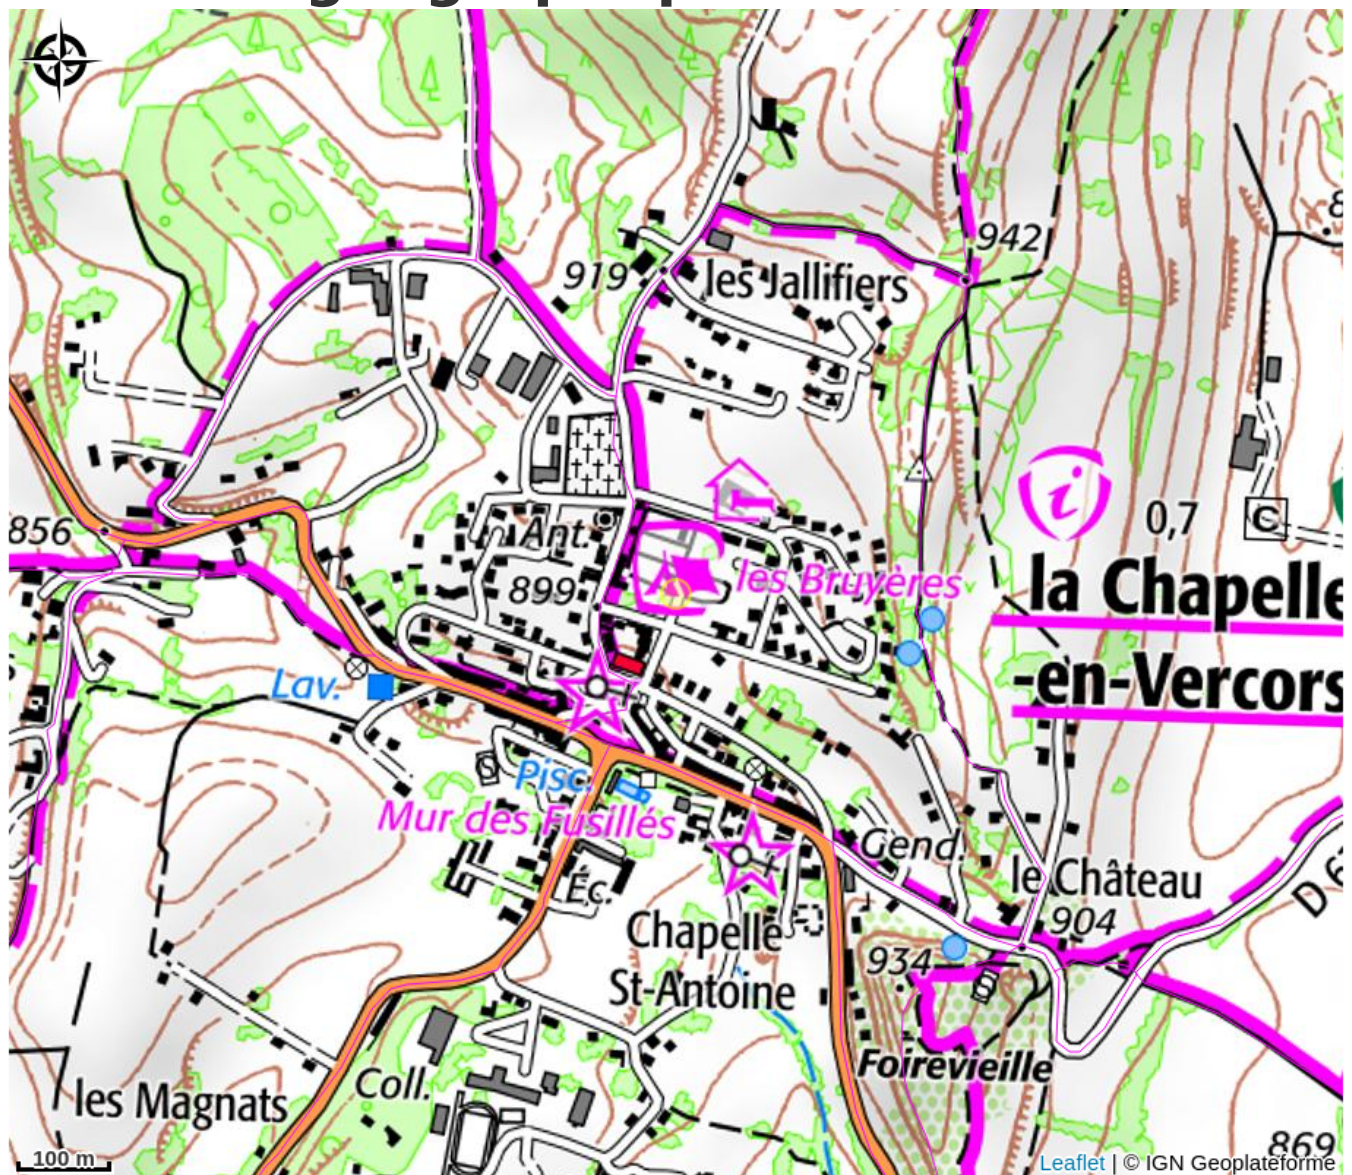 942
8
919
les Jallifiers
0,7
C
856
Ant.
899
les Bruyères
la Chapelle
-en-Vercors
Lav.
S
Pisc.
Mur des Fusillés
Gend.
le Château
Éc.
904
D 6
Chapelle
St-Antoine
934
S
Foirevieille
Coll.
les Magnats
869
100 m
Leaflet | © IGN Geoplateforme